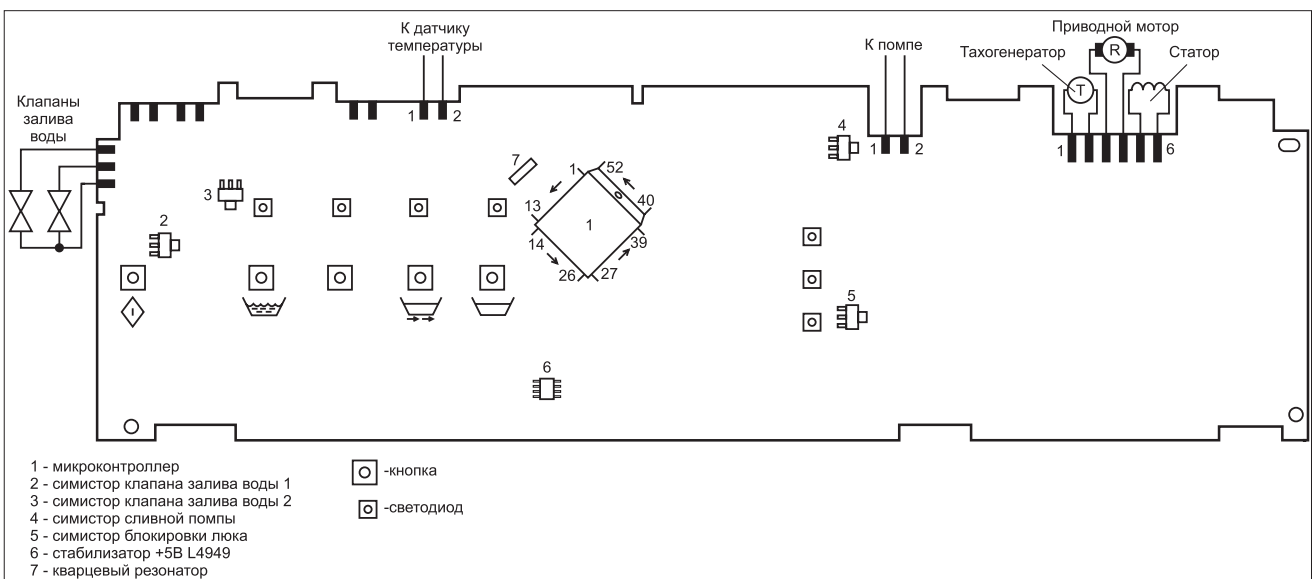 К датчику
температуры
К помпе
Приводной мотор
Тахогенератор
R
Статор
T
Клапаны
залива
воды
1
2
4
1
2
1
6
7
1
52
3
13
40
1
2
14
39
26
27
5
6
1 - микроконтроллер
2 - симистор клапана залива воды 1
3 - симистор клапана залива воды 2
4 - симистор сливной помпы
5 - симистор блокировки люка
6 - стабилизатор +5В L4949
7 - кварцевый резонатор
-кнопка
-светодиод